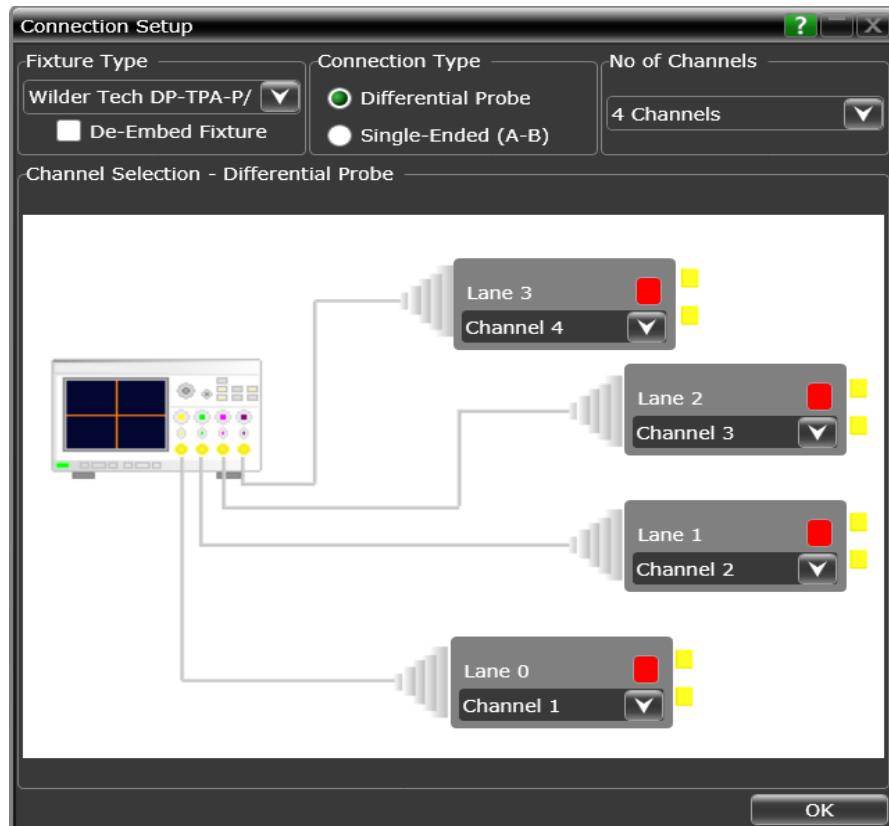 Connection Setup
?
Fixture Type
Wilder Tech DP-TPA-P/
De-Embed Fixture
Connection Type
Differential Probe
Single-Ended (A-B)
No of Channels
4 Channels
Channel Selection - Differential Probe
Lane 3
Channel 4
Lane 2
Channel 3
Lane 1
Channel 2
Lane 0
Channel 1
OK